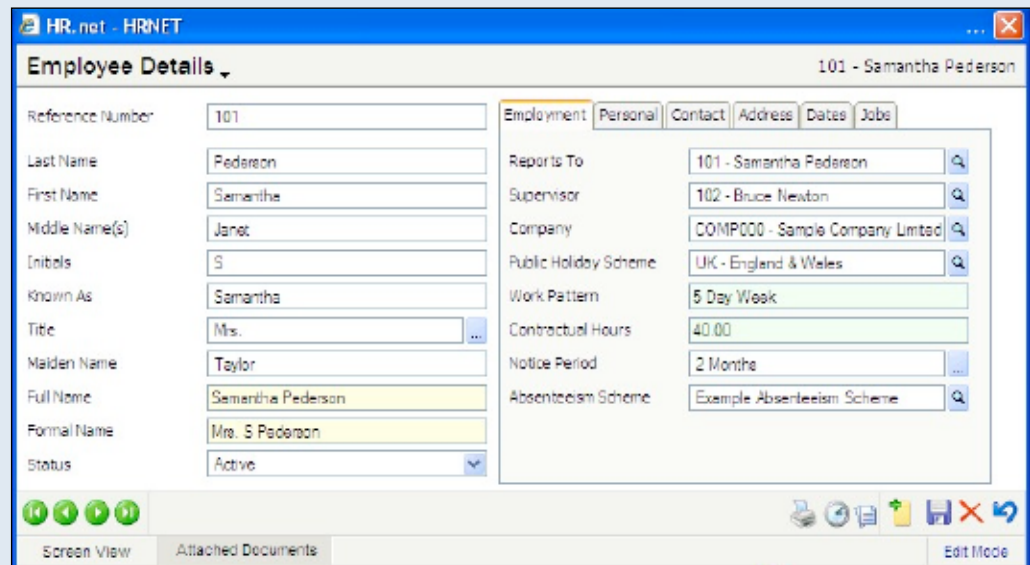 HR.net - HRNET ...
Employee Details 101 - Samantha Pederson
Reference Number 101
Last Name Pederson
First Name Samantha
Middle Name(s) Janet
Initials S
Known As Samantha
Title Mrs. ...
Maiden Name Taylor
Full Name Samantha Pederson
Formal Name Mrs. S Pederson
Status Active
Employment Personal Contact Address Dates Jobs
Reports To 101 - Samantha Pederson
Supervisor 102 - Bruce Newton
Company COMP000 - Sample Company Limited
Public Holiday Scheme UK - England & Wales
Work Pattern 5 Day Week
Contractual Hours 40.00
Notice Period 2 Months ...
Absenteeism Scheme Example Absenteeism Scheme
Screen View Attached Documents Edit Mode